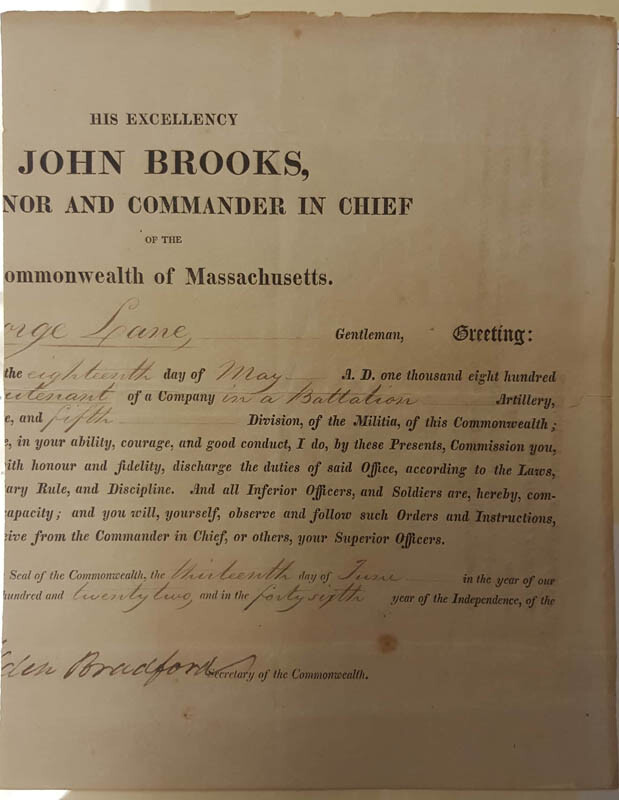 HIS EXCELLENCY
JOHN BROOKS,
NOR AND COMMANDER IN CHIEF
OF THE
ommonwealth of Massachusetts.
orge Lane, Gentleman, Greeting:
the eighteenth day of May A. D. one thousand eight hundred
eutenant of a Company in a Battalion Artillery,
e, and fifth Division, of the Militia, of this Commonwealth;
e, in your ability, courage, and good conduct, I do, by these Presents, Commission you,
ith honour and fidelity, discharge the duties of said Office, according to the Laws,
ary Rule, and Discipline. And all Inferior Officers, and Soldiers are, hereby, com-
apacity; and you will, yourself, observe and follow such Orders and Instructions,
eive from the Commander in Chief, or others, your Superior Officers.
Seal of the Commonwealth, the thirteenth day of June in the year of our
hundred and twenty two, and in the forty sixth year of the Independence, of the
lden Bradford Secretary of the Commonwealth.